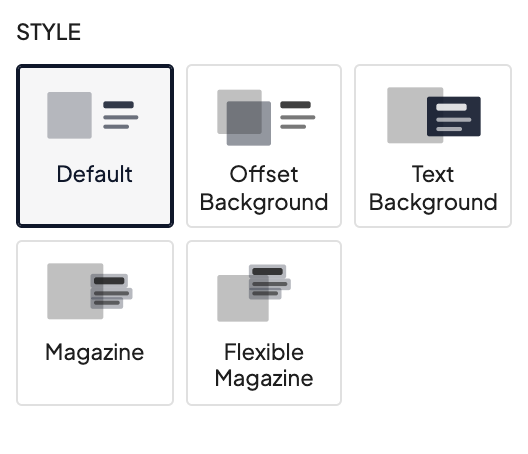 STYLE
Default
Offset
Background
Text
Background
Magazine
Flexible
Magazine